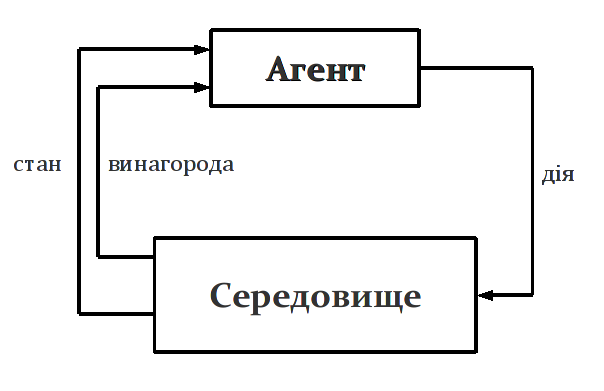 Агент
стан
винагорода
дія
Середовище